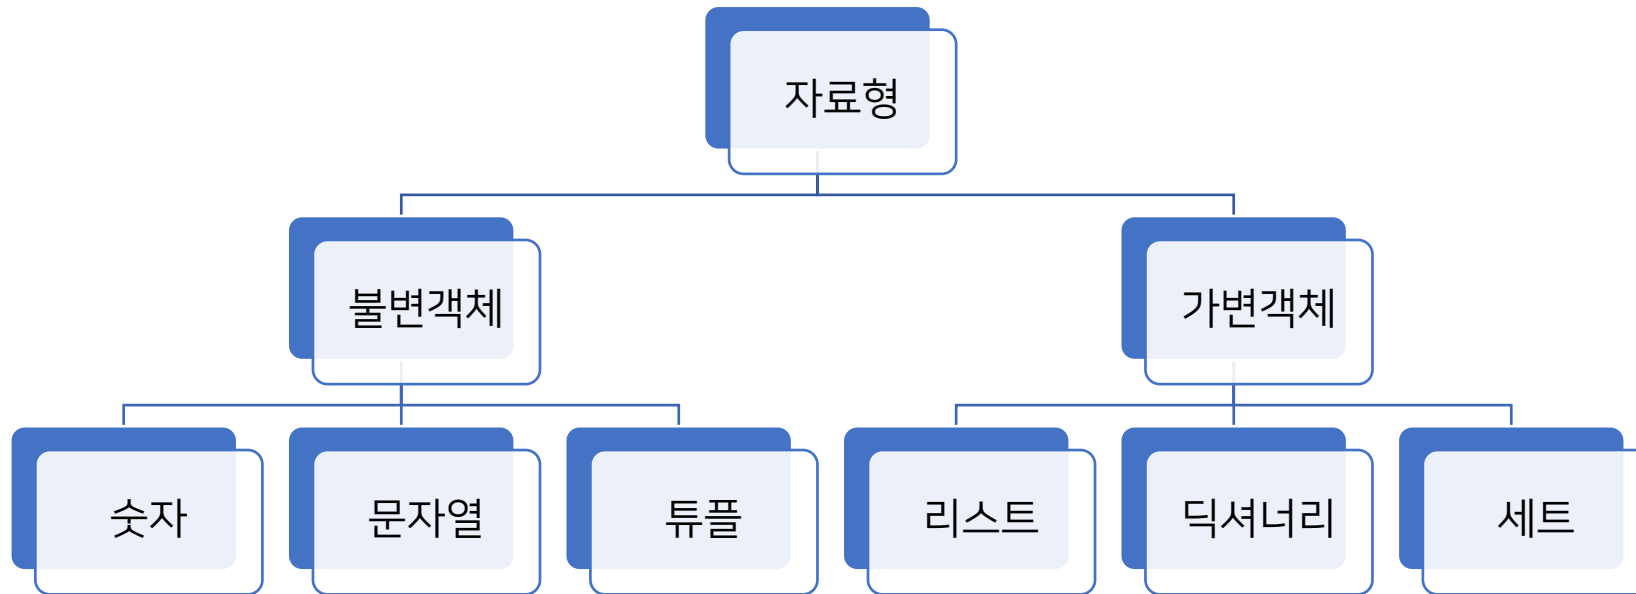 자료형
불변객체
가변객체
숫자
문자열
튜플
리스트
딕셔너리
세트